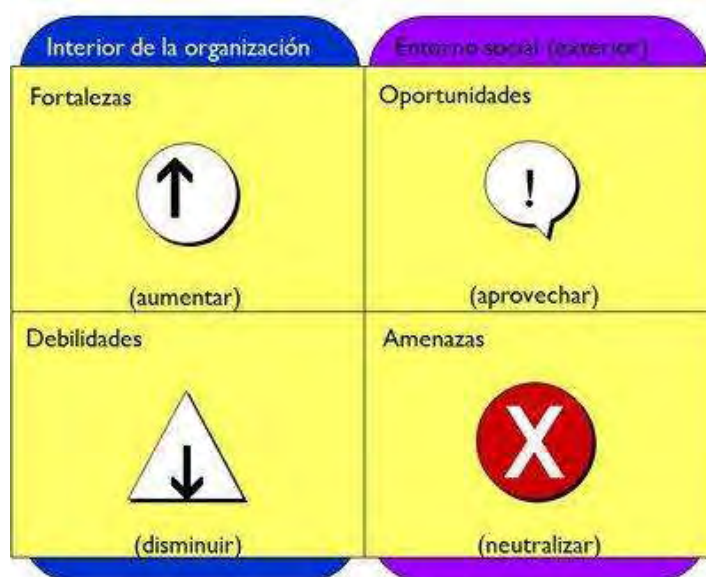 Interior de la organización
Entorno social (exterior)
Fortalezas
Oportunidades
!
(aumentar)
(aprovechar)
Debilidades
Amenazas
X
(disminuir)
(neutralizar)